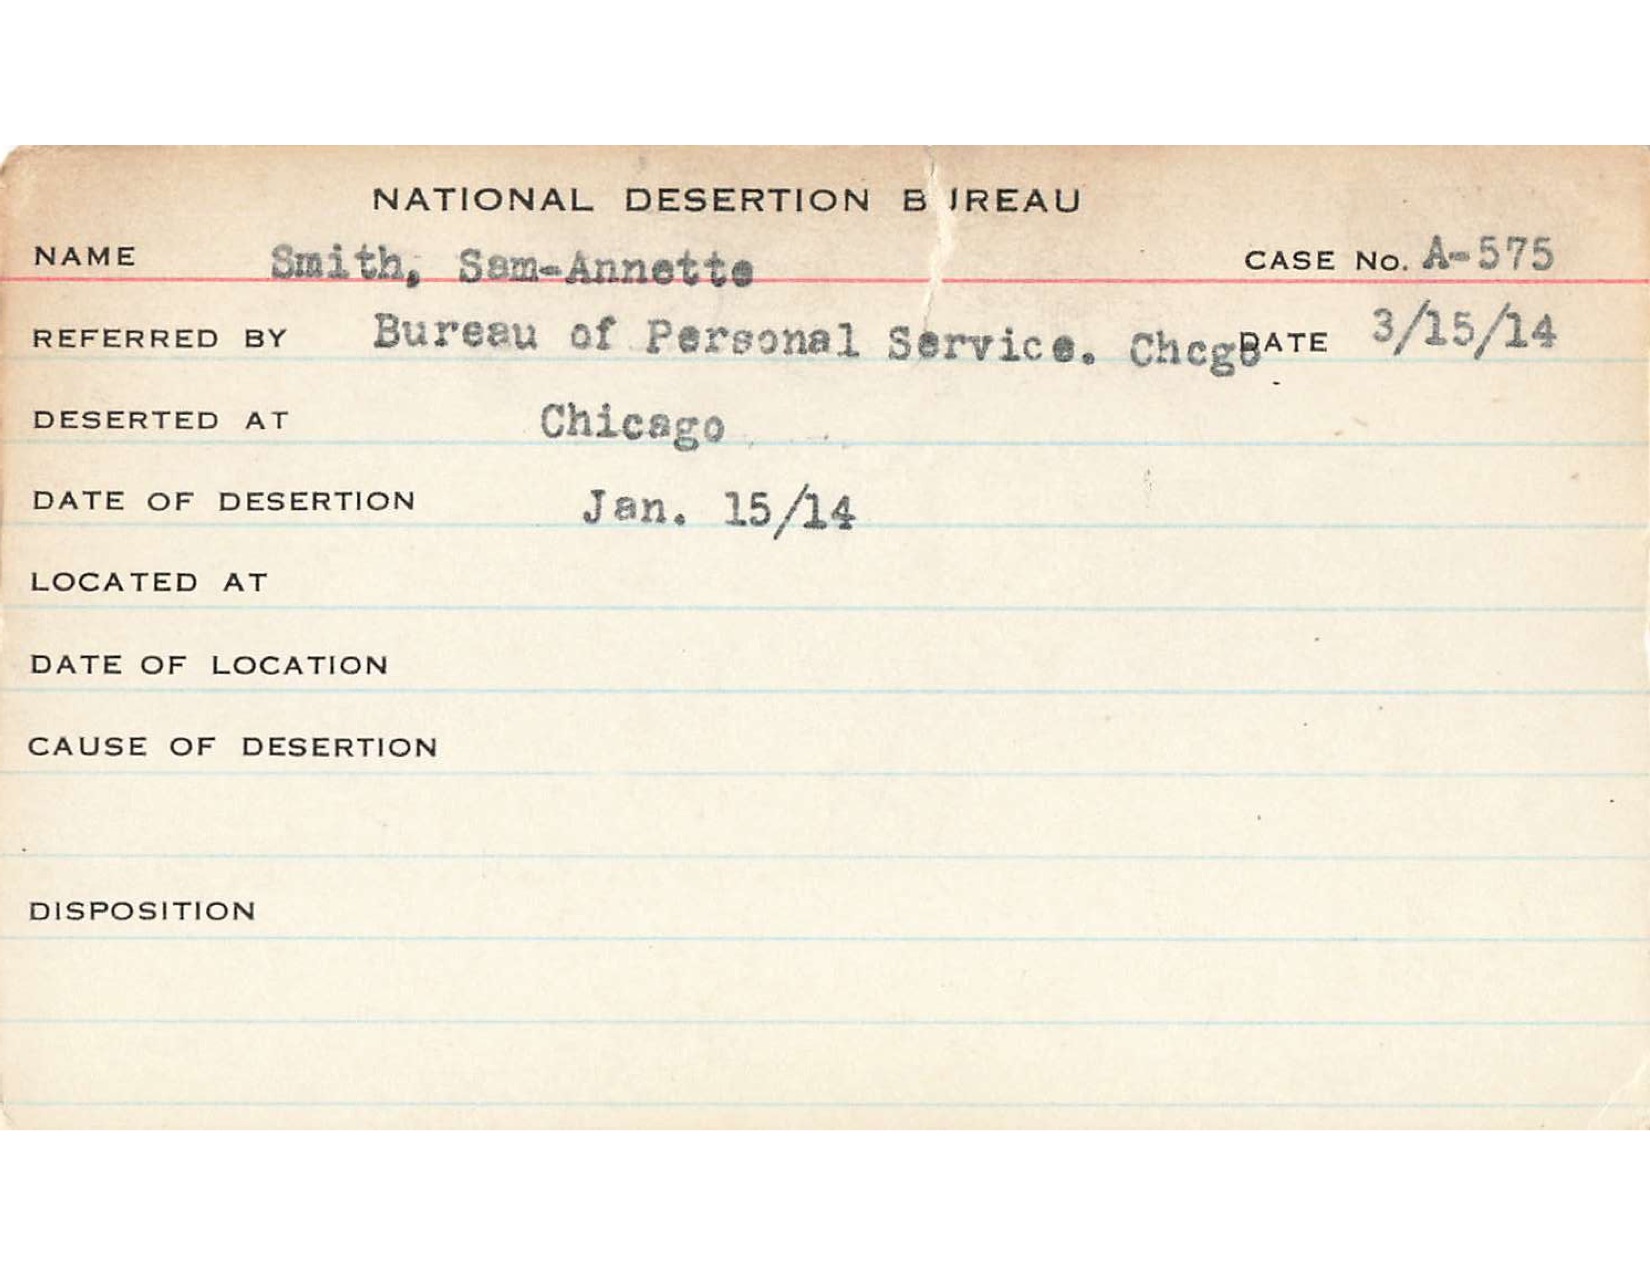 NATIONAL DESERTION BUREAU
NAME Smith, Sam-Annette CASE No. A-575
REFERRED BY Bureau of Personal Service. Chcgo DATE 3/15/14
DESERTED AT Chicago
DATE OF DESERTION Jan. 15/14
LOCATED AT
DATE OF LOCATION
CAUSE OF DESERTION
DISPOSITION